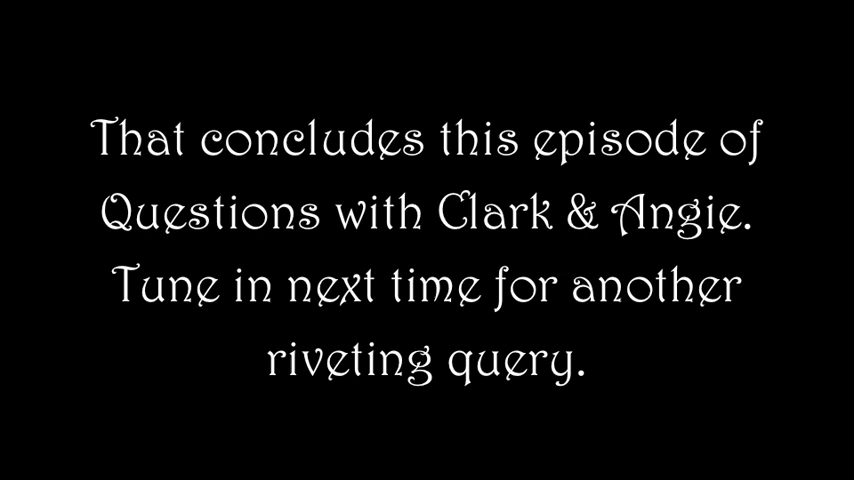 That concludes this episode of
Questions with Clark & Angie.
Tune in next time for another
riveting query.